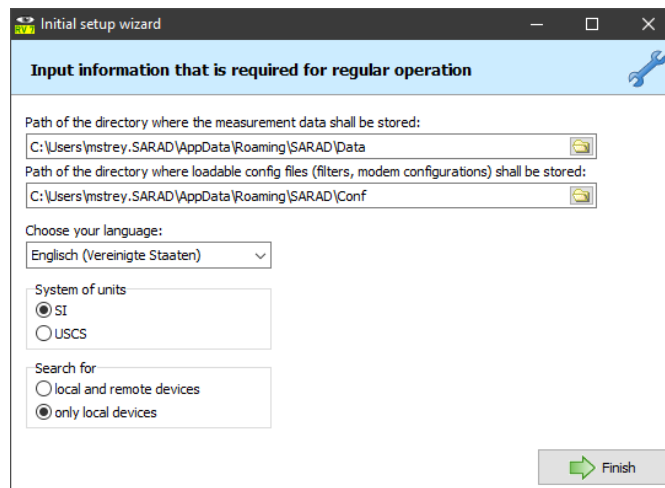 RV 7
Initial setup wizard
Input information that is required for regular operation
Path of the directory where the measurement data shall be stored:
C:\Users\mstrey.SARAD\AppData\Roaming\SARAD\Data
Path of the directory where loadable config files (filters, modem configurations) shall be stored:
C:\Users\mstrey.SARAD\AppData\Roaming\SARAD\Conf
Choose your language:
Englisch (Vereinigte Staaten)
System of units
SI
USCS
Search for
local and remote devices
only local devices
Finish